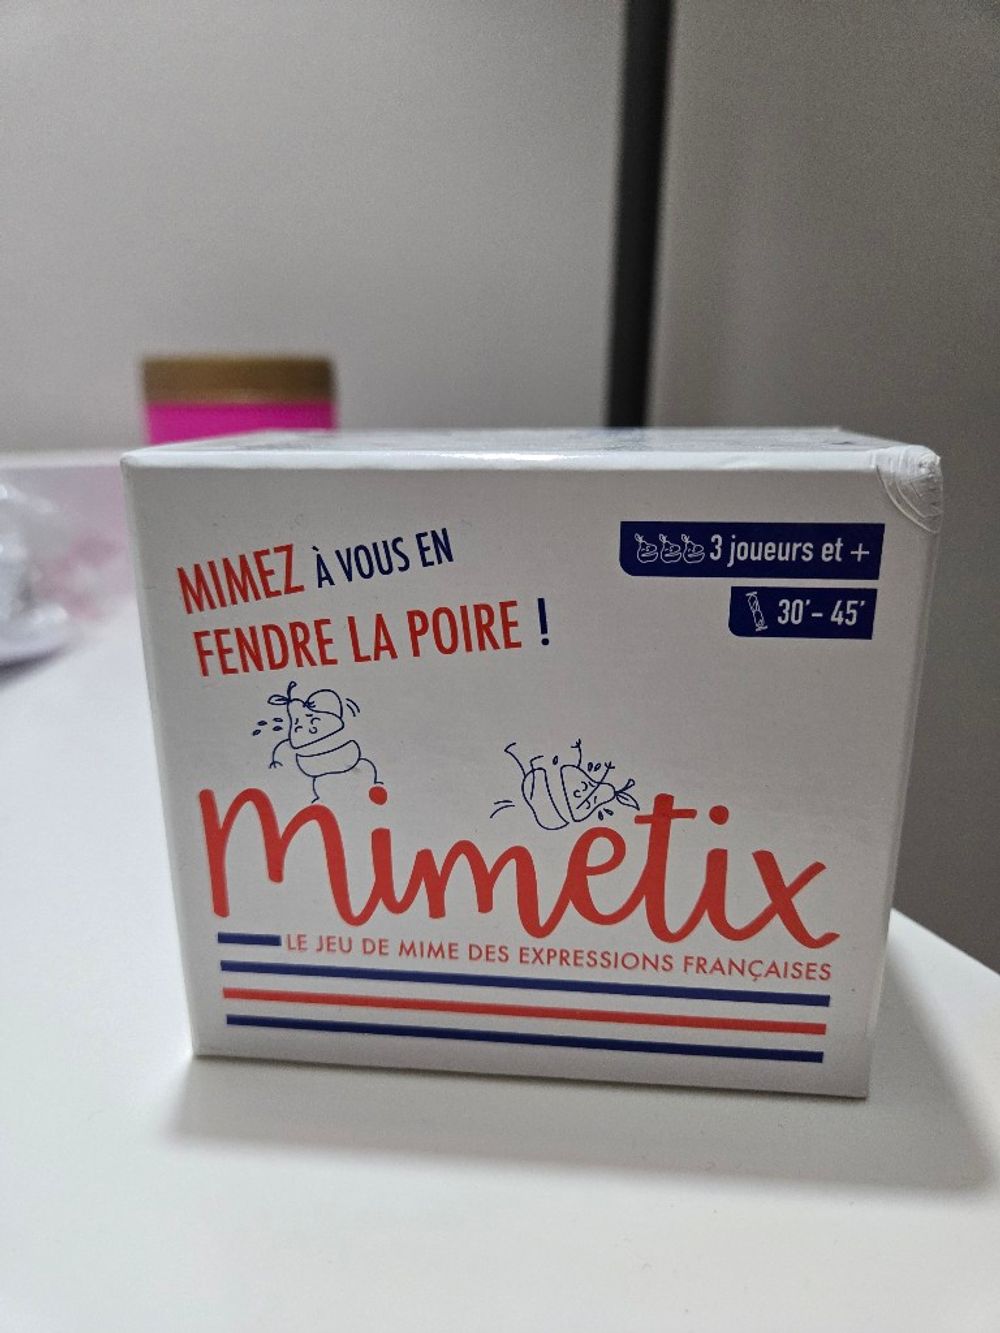 MIMEZ À VOUS EN
FENDRE LA POIRE !
3 joueurs et +
30'- 45'
mimetix
LE JEU DE MIME DES EXPRESSIONS FRANÇAISES